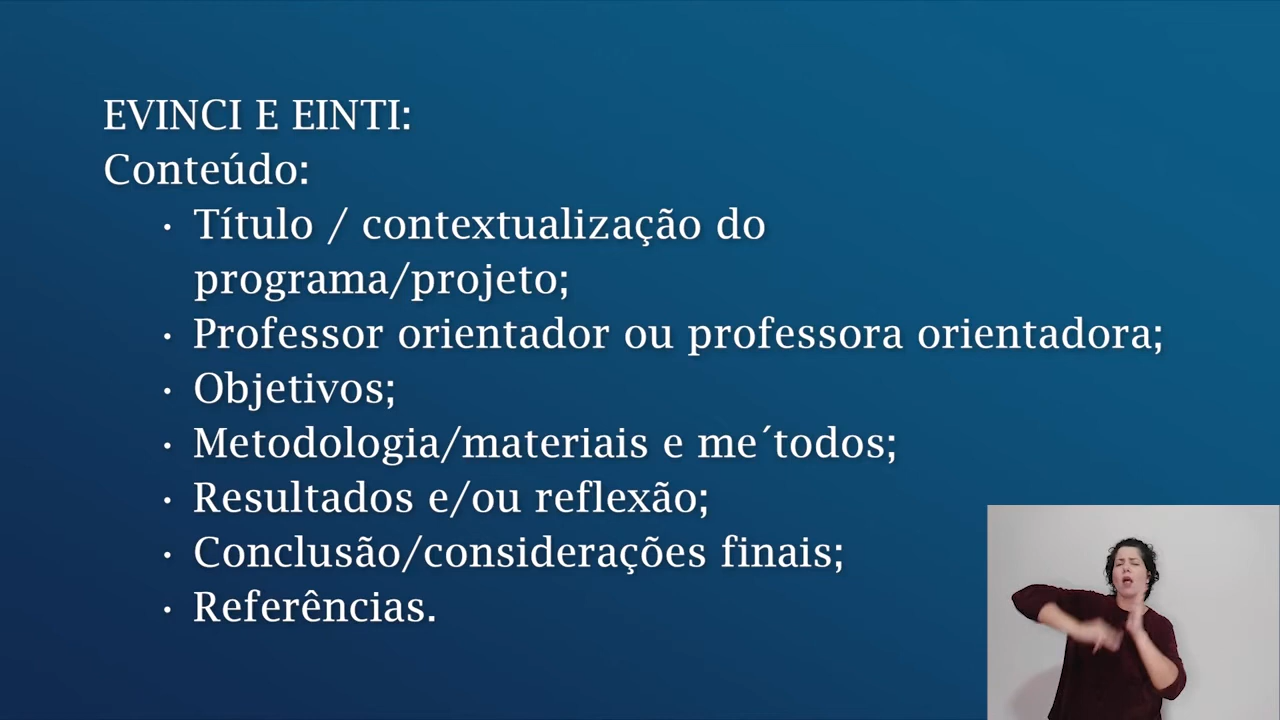 EVINCI E EINTI:
Conteúdo:
· Título / contextualização do
programa/projeto;
· Professor orientador ou professora orientadora;
· Objetivos;
· Metodologia/materiais e me´todos;
· Resultados e/ou reflexão;
· Conclusão/considerações finais;
· Referências.